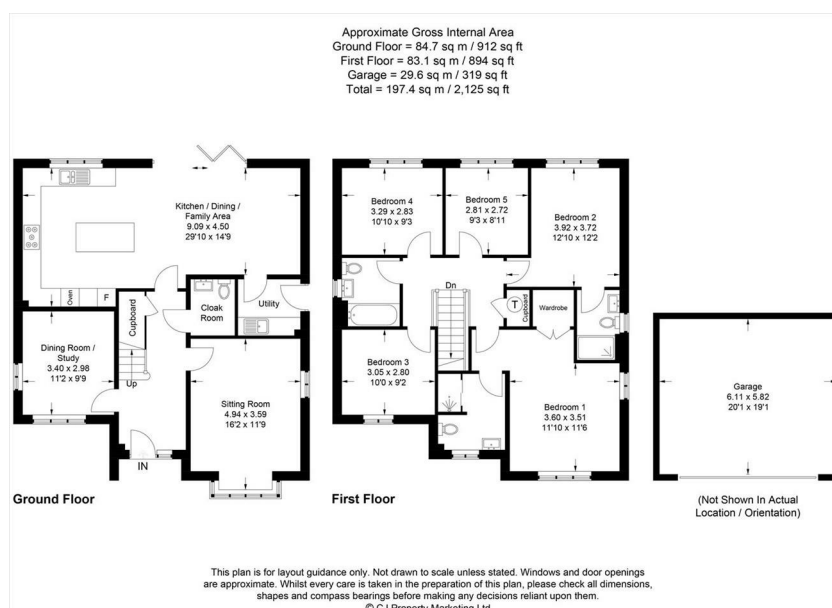 Approximate Gross Internal Area
Ground Floor = 84.7 sq m / 912 sq ft
First Floor = 83.1 sq m / 894 sq ft
Garage = 29.6 sq m / 319 sq ft
Total = 197.4 sq m / 2,125 sq ft
Kitchen / Dining /
Family Area
9.09 x 4.50
29'10 x 14'9
Oven
F
Cupboard
Cloak
Room
Utility
Dining Room /
Study
3.40 x 2.98
11'2 x 9'9
Up
Sitting Room
4.94 x 3.59
16'2 x 11'9
IN
Ground Floor
Bedroom 4
3.29 x 2.83
10'10 x 9'3
Bedroom 5
2.81 x 2.72
9'3 x 8'11
Bedroom 2
3.92 x 3.72
12'10 x 12'2
Dn
T
Cupboard
Wardrobe
Bedroom 3
3.05 x 2.80
10'0 x 9'2
Bedroom 1
3.60 x 3.51
11'10 x 11'6
First Floor
Garage
6.11 x 5.82
20'1 x 19'1
(Not Shown In Actual
Location / Orientation)
This plan is for layout guidance only. Not drawn to scale unless stated. Windows and door openings
are approximate. Whilst every care is taken in the preparation of this plan, please check all dimensions,
shapes and compass bearings before making any decisions reliant upon them.
© CJ Property Marketing Ltd